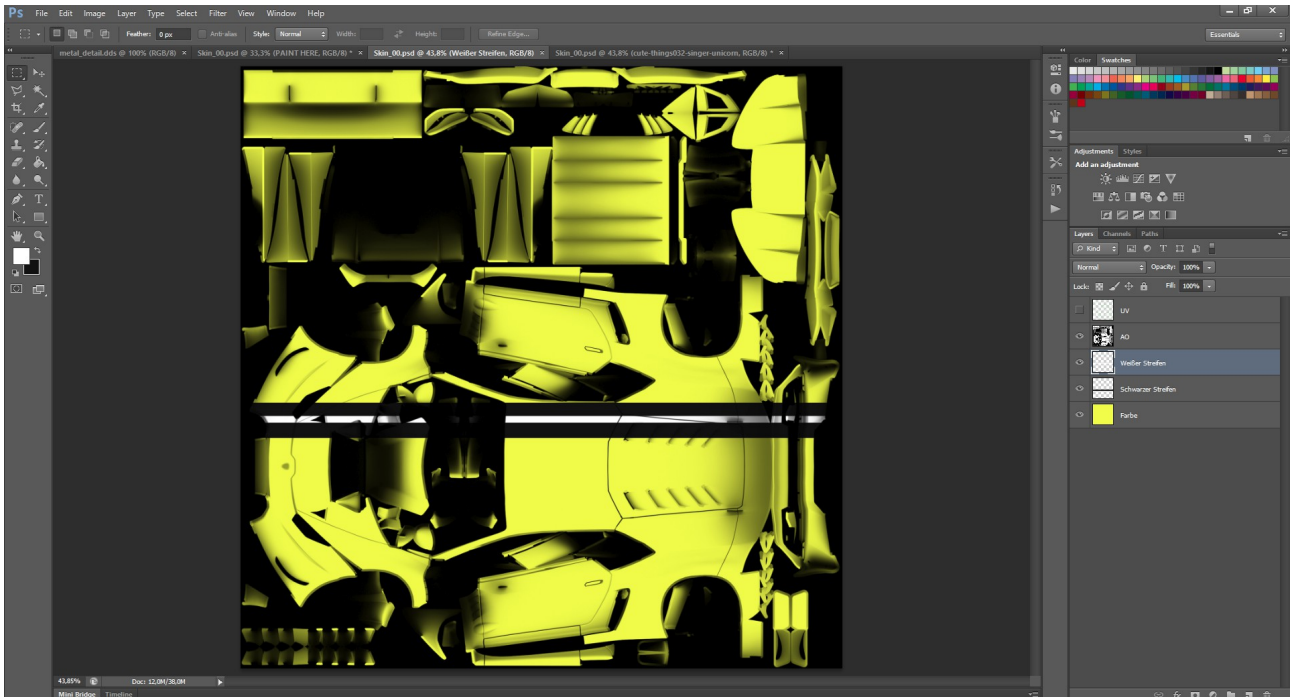 Ps File Edit Image Layer Type Select Filter View Window Help
Feather: 0 px Anti-alias Style: Normal Width: Height: Refine Edge... Essentials
metal_detail.dds @ 100% (RGB/8) × Skin_00.psd @ 33,3% (PAINT HERE, RGB/8) * × Skin_00.psd @ 43,8% (Weißer Streifen, RGB/8) × Skin_00.psd @ 43,8% (cute-things032-singer-unicorn, RGB/8) * ×
Color Swatches
Adjustments Styles
Add an adjustment
Layers Channels Paths
Kind
Normal Opacity: 100%
Lock: Fill: 100%
UV
AO
Weißer Streifen
Schwarzer Streifen
Farbe
43,85% Doc: 12,0M/38,0M
Mini Bridge Timeline